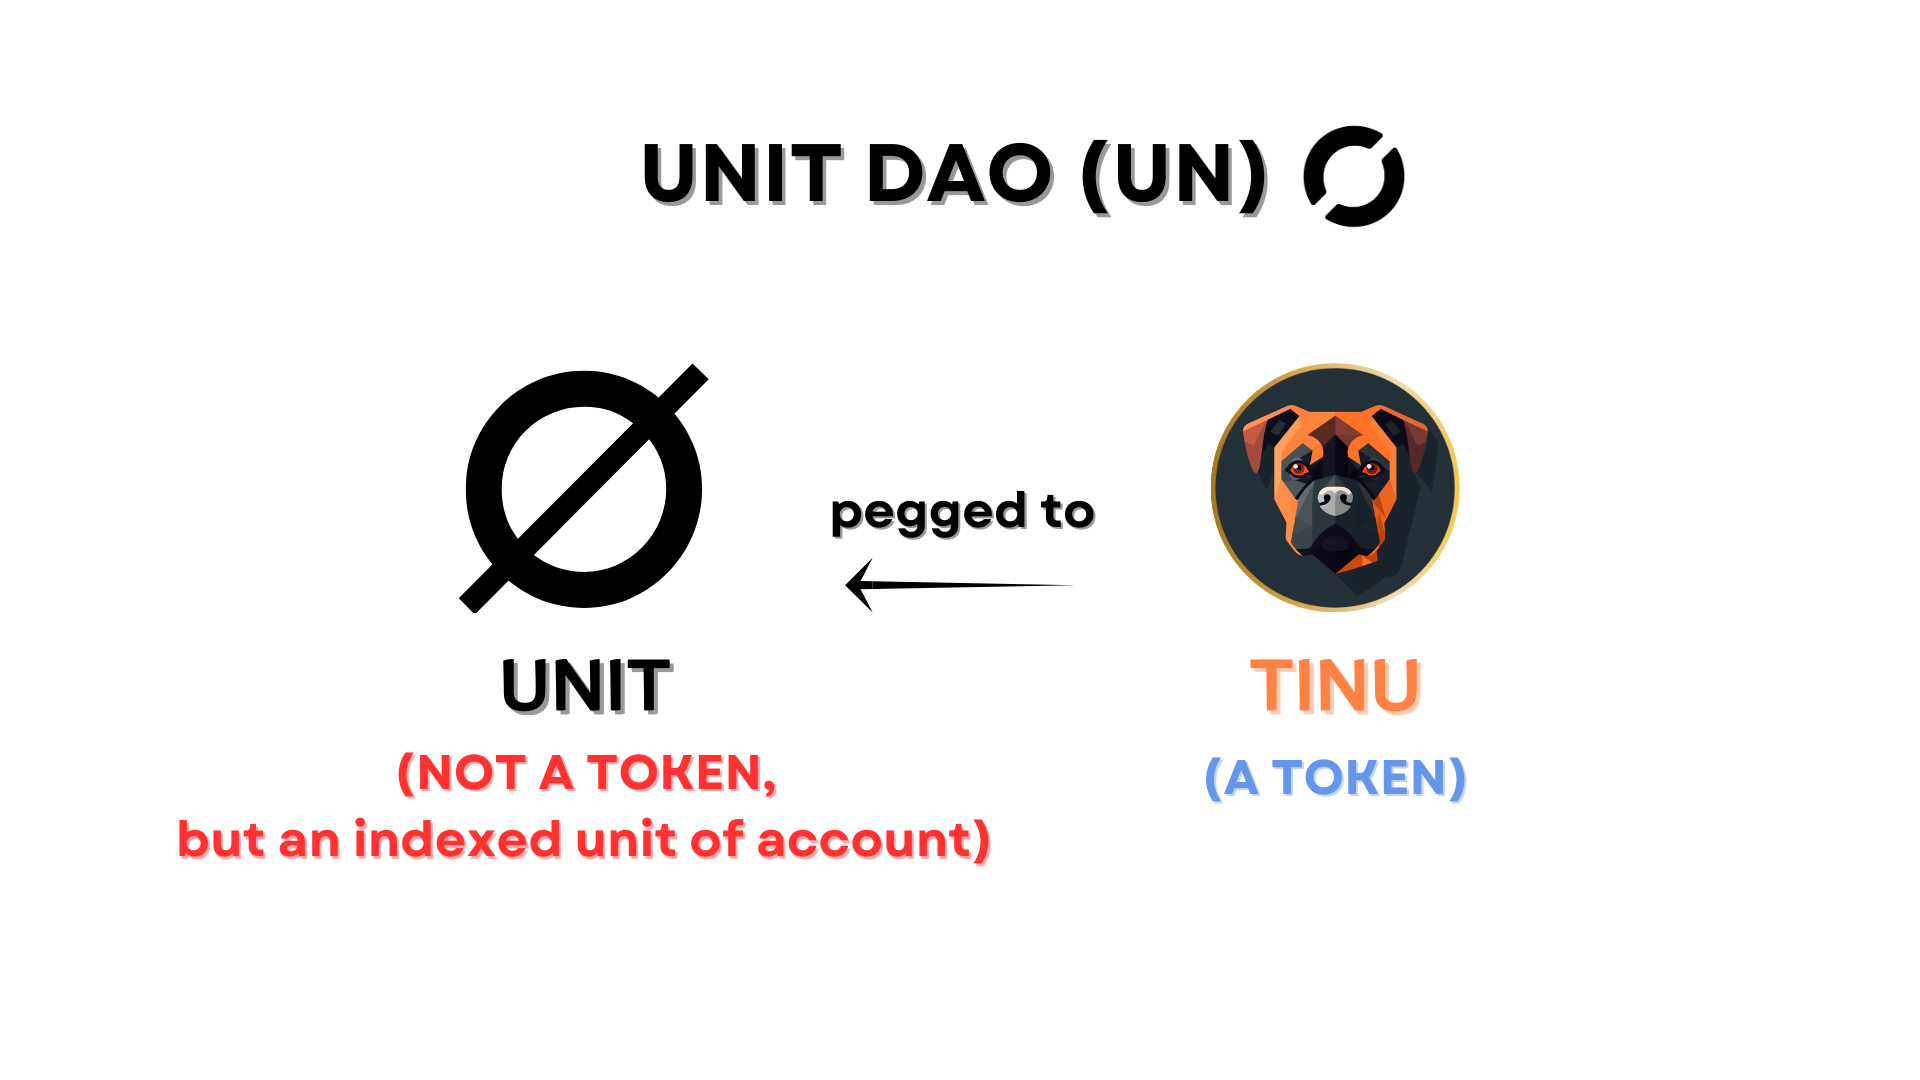 UNIT DAO (UN)
pegged to
UNIT
TINU
(NOT A TOKEN,
but an indexed unit of account)
(A TOKEN)